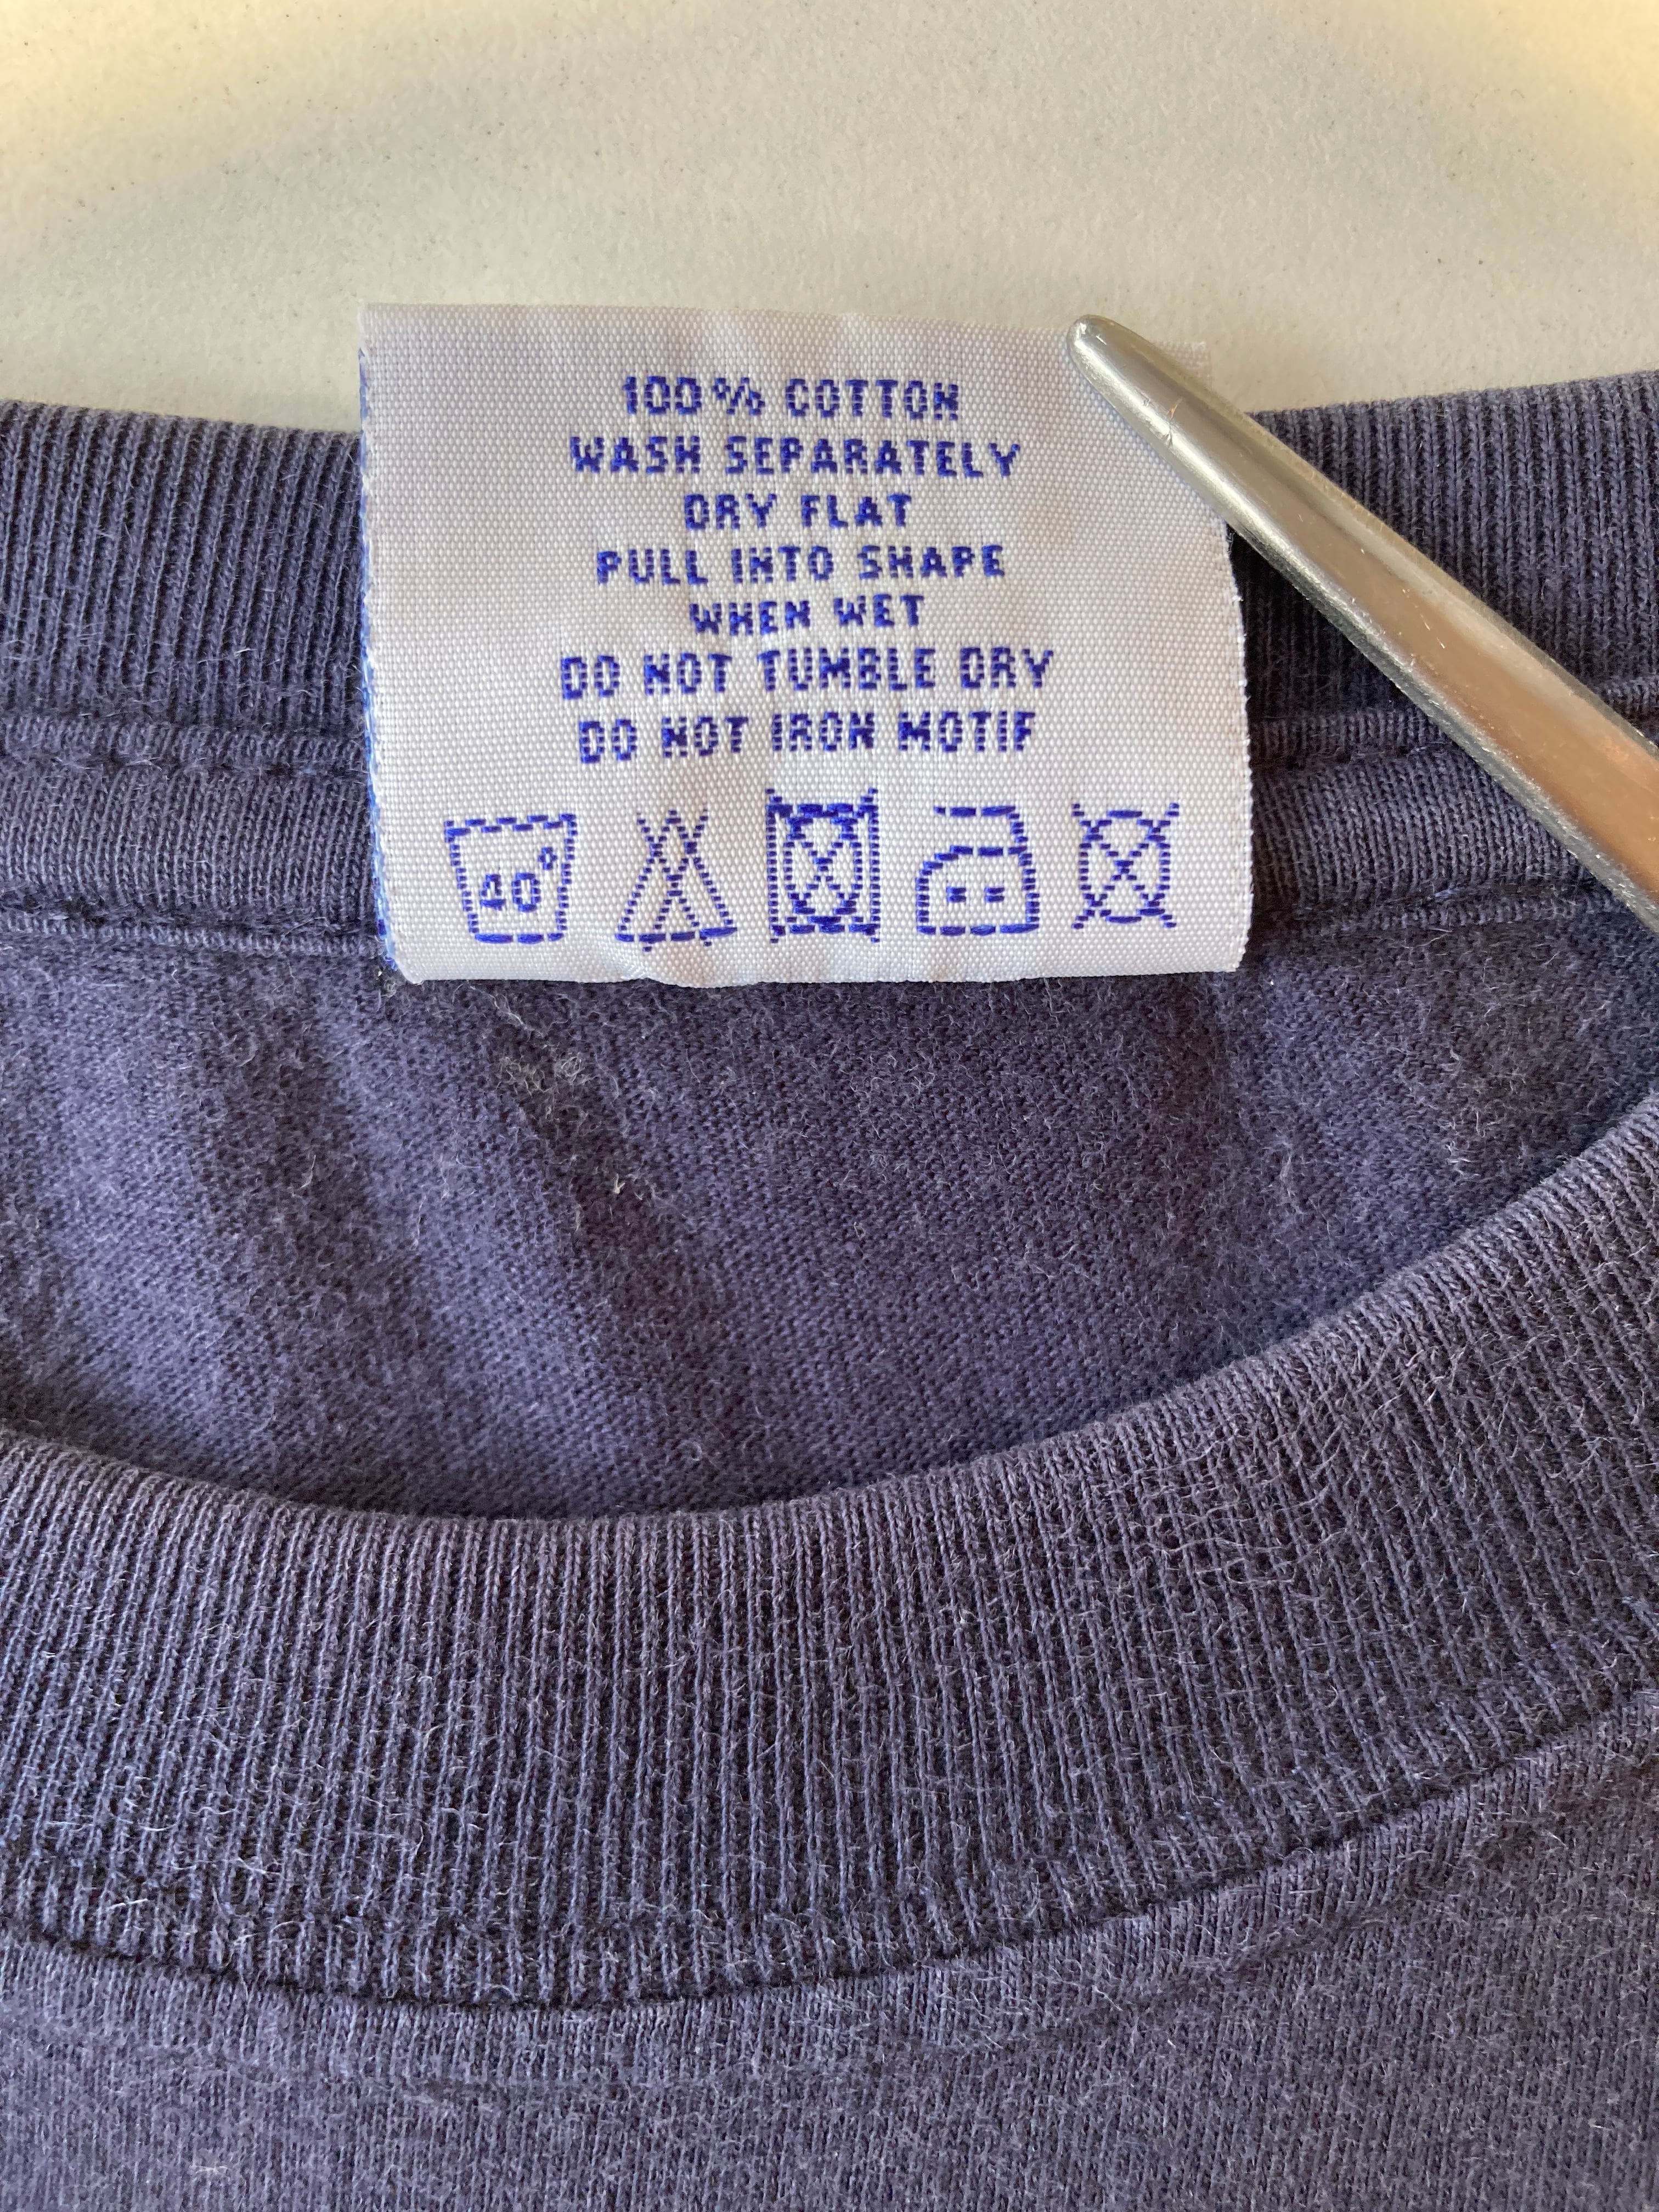 100% COTTON
WASH SEPARATELY
DRY FLAT
PULL INTO SHAPE
WHEN WET
DO NOT TUMBLE DRY
DO NOT IRON MOTIF
40°